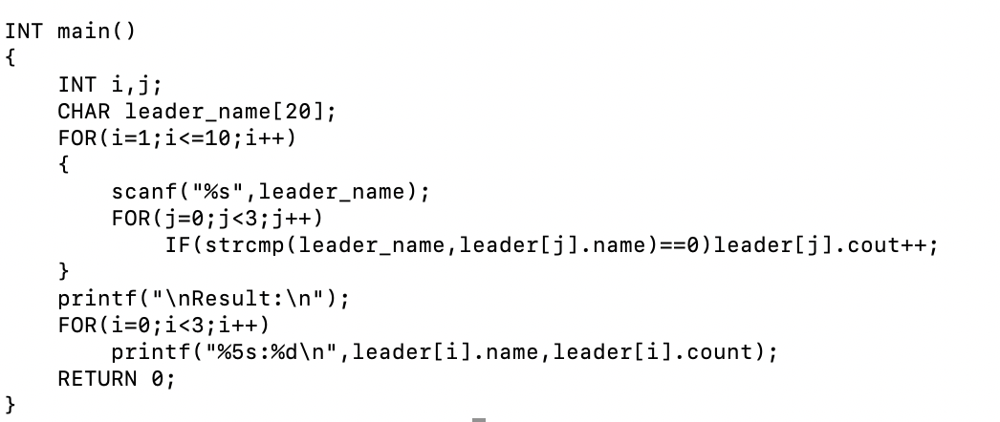 INT main()
{
    INT i,j;
    CHAR leader_name[20];
    FOR(i=1;i<=10;i++)
    {
        scanf("%s",leader_name);
        FOR(j=0;j<3;j++)
            IF(strcmp(leader_name,leader[j].name)==0)leader[j].cout++;
    }
    printf("\nResult:\n");
    FOR(i=0;i<3;i++)
        printf("%5s:%d\n",leader[i].name,leader[i].count);
    RETURN 0;
}